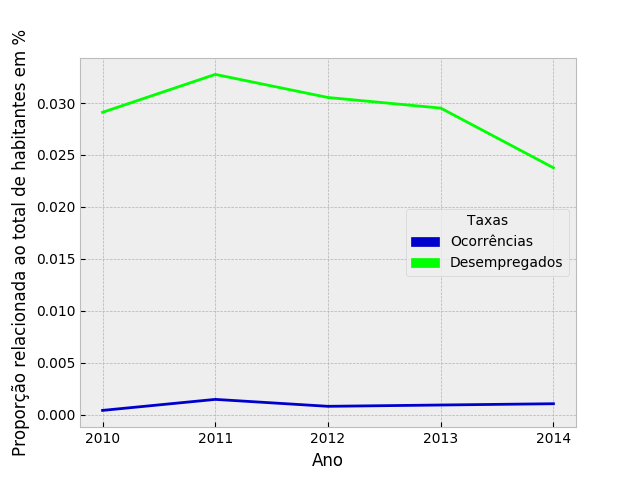 Proporção relacionada ao total de habitantes em %
0.030
0.025
0.020
0.015
0.010
0.005
0.000
Taxas
Ocorrências
Desempregados
2010 2011 2012 2013 2014
Ano